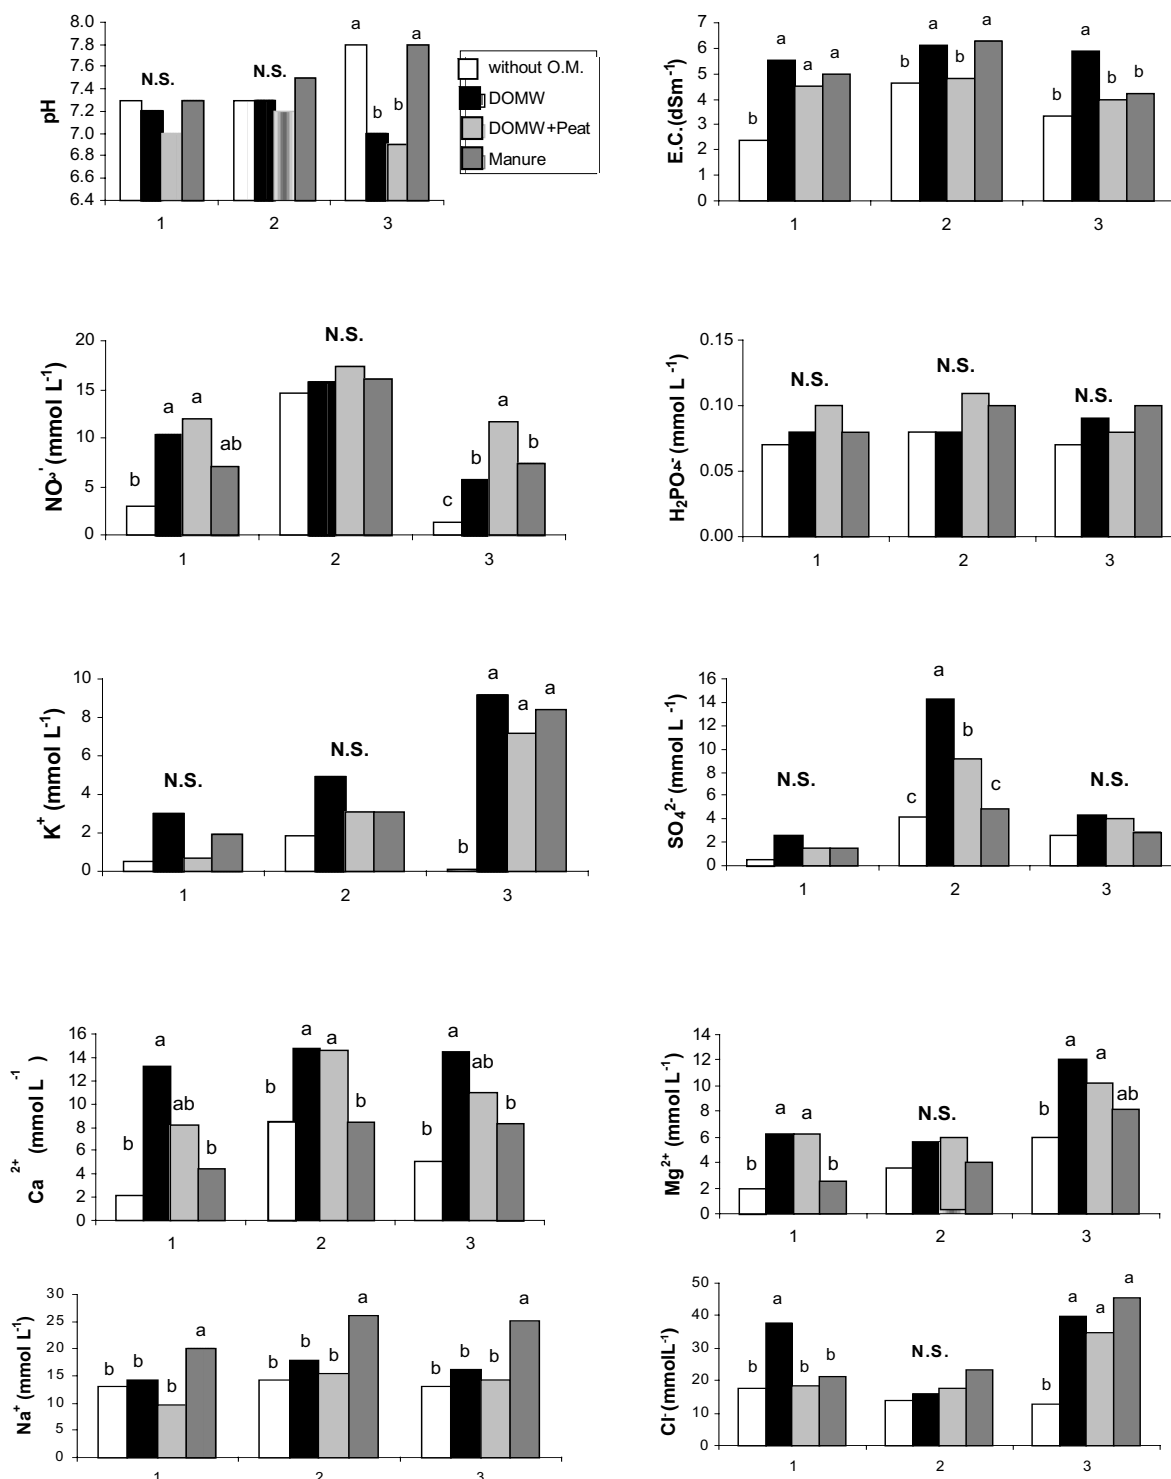 8.0
7.8
7.6
7.4
7.2
7.0
6.8
6.6
6.4
pH
N.S.
N.S.
a
b
b
a
1
2
3
without O.M.
DOMW
DOMW+Peat
Manure
7
6
5
4
3
2
1
0
E.C.(dSm-1)
b
a
a
a
b
a
b
a
b
a
b
b
1
2
3
20
15
10
5
0
NO3- (mmol L-1)
b
a
a
ab
N.S.
c
b
a
b
1
2
3
0.15
0.10
0.05
0.00
H2PO4- (mmol L-1)
N.S.
N.S.
N.S.
1
2
3
10
8
6
4
2
0
K+ (mmol L-1)
N.S.
N.S.
b
a
a
a
1
2
3
16
14
12
10
8
6
4
2
0
SO42- (mmol L-1)
N.S.
c
a
b
c
N.S.
1
2
3
16
14
12
10
8
6
4
2
0
Ca2+ (mmol L-1)
b
a
ab
b
b
a
a
b
b
a
ab
b
1
2
3
14
12
10
8
6
4
2
0
Mg2+ (mmol L-1)
b
a
a
b
N.S.
b
a
a
ab
1
2
3
30
25
20
15
10
5
0
Na+ (mmol L-1)
b
b
b
a
b
b
b
a
b
b
b
a
1
2
3
50
40
30
20
10
0
Cl- (mmolL-1)
b
a
b
b
N.S.
b
a
a
a
1
2
3